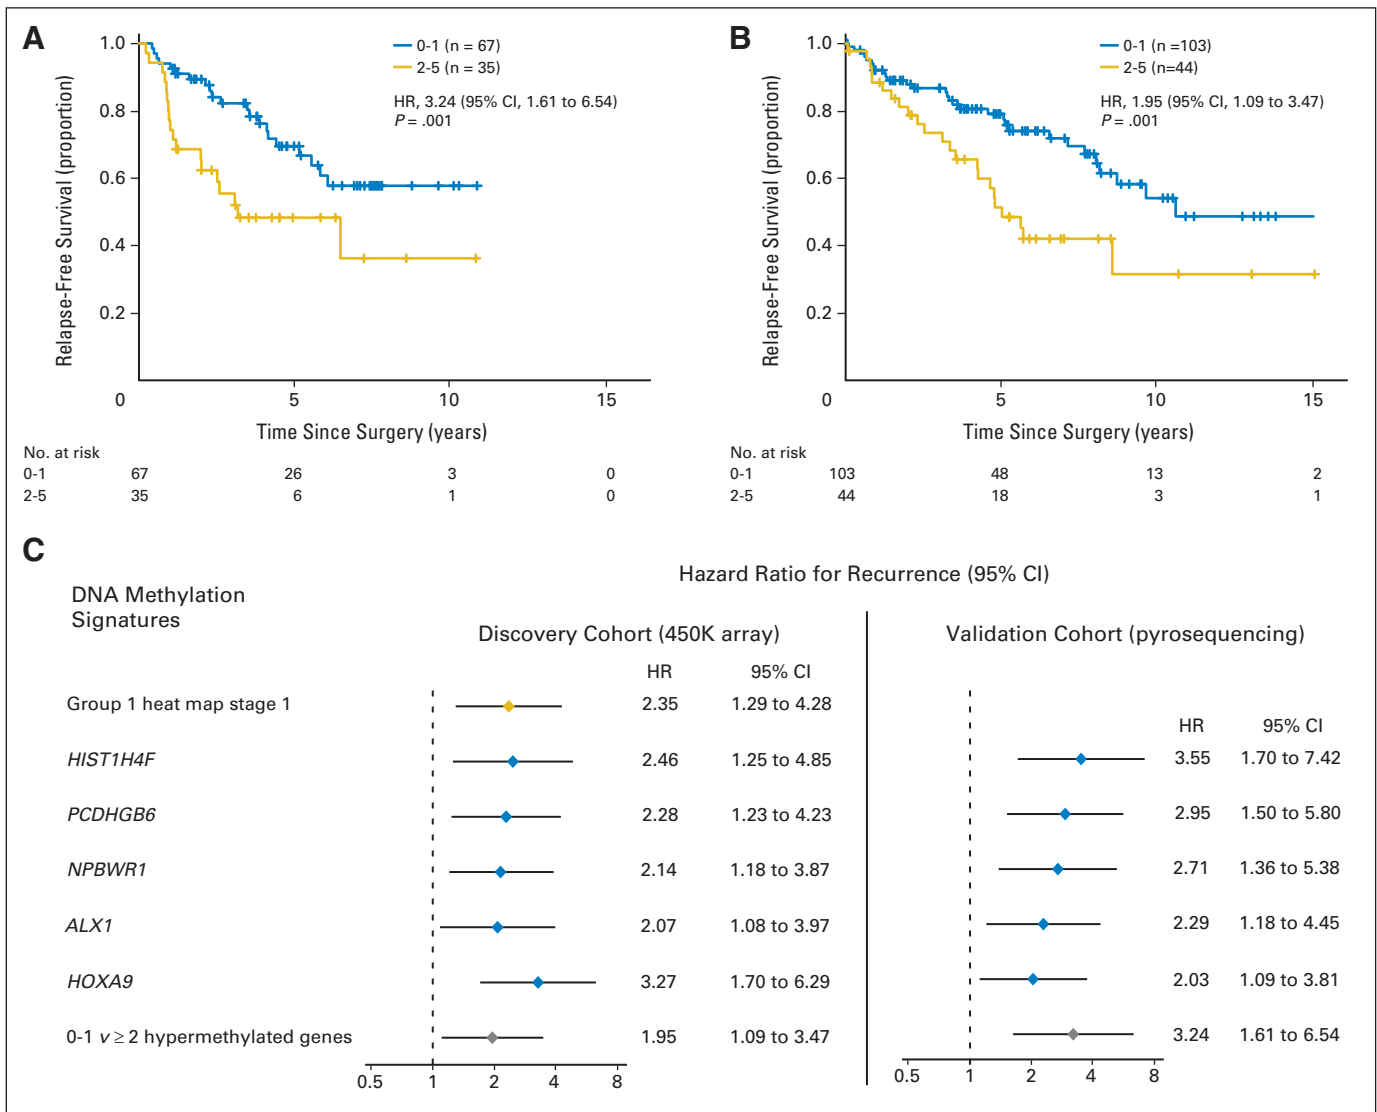 A
1.0
0.8
0.6
0.4
0.2
0
5
10
15
Relapse-Free Survival (proportion)
Time Since Surgery (years)
0-1 (n = 67)
2-5 (n = 35)
HR, 3.24 (95% CI, 1.61 to 6.54)
P = .001
No. at risk
0-1 67 26 3 0
2-5 35 6 1 0
B
1.0
0.8
0.6
0.4
0.2
0
5
10
15
Relapse-Free Survival (proportion)
Time Since Surgery (years)
0-1 (n =103)
2-5 (n=44)
HR, 1.95 (95% CI, 1.09 to 3.47)
P = .001
No. at risk
0-1 103 48 13 2
2-5 44 18 3 1
C
Hazard Ratio for Recurrence (95% CI)
DNA Methylation
Signatures
Discovery Cohort (450K array)
Validation Cohort (pyrosequencing)
HR 95% CI
Group 1 heat map stage 1 2.35 1.29 to 4.28
HR 95% CI
HIST1H4F 2.46 1.25 to 4.85 3.55 1.70 to 7.42
PCDHGB6 2.28 1.23 to 4.23 2.95 1.50 to 5.80
NPBWR1 2.14 1.18 to 3.87 2.71 1.36 to 5.38
ALX1 2.07 1.08 to 3.97 2.29 1.18 to 4.45
HOXA9 3.27 1.70 to 6.29 2.03 1.09 to 3.81
0-1 v ≥ 2 hypermethylated genes 1.95 1.09 to 3.47 3.24 1.61 to 6.54
0.5 1 2 4 8
0.5 1 2 4 8